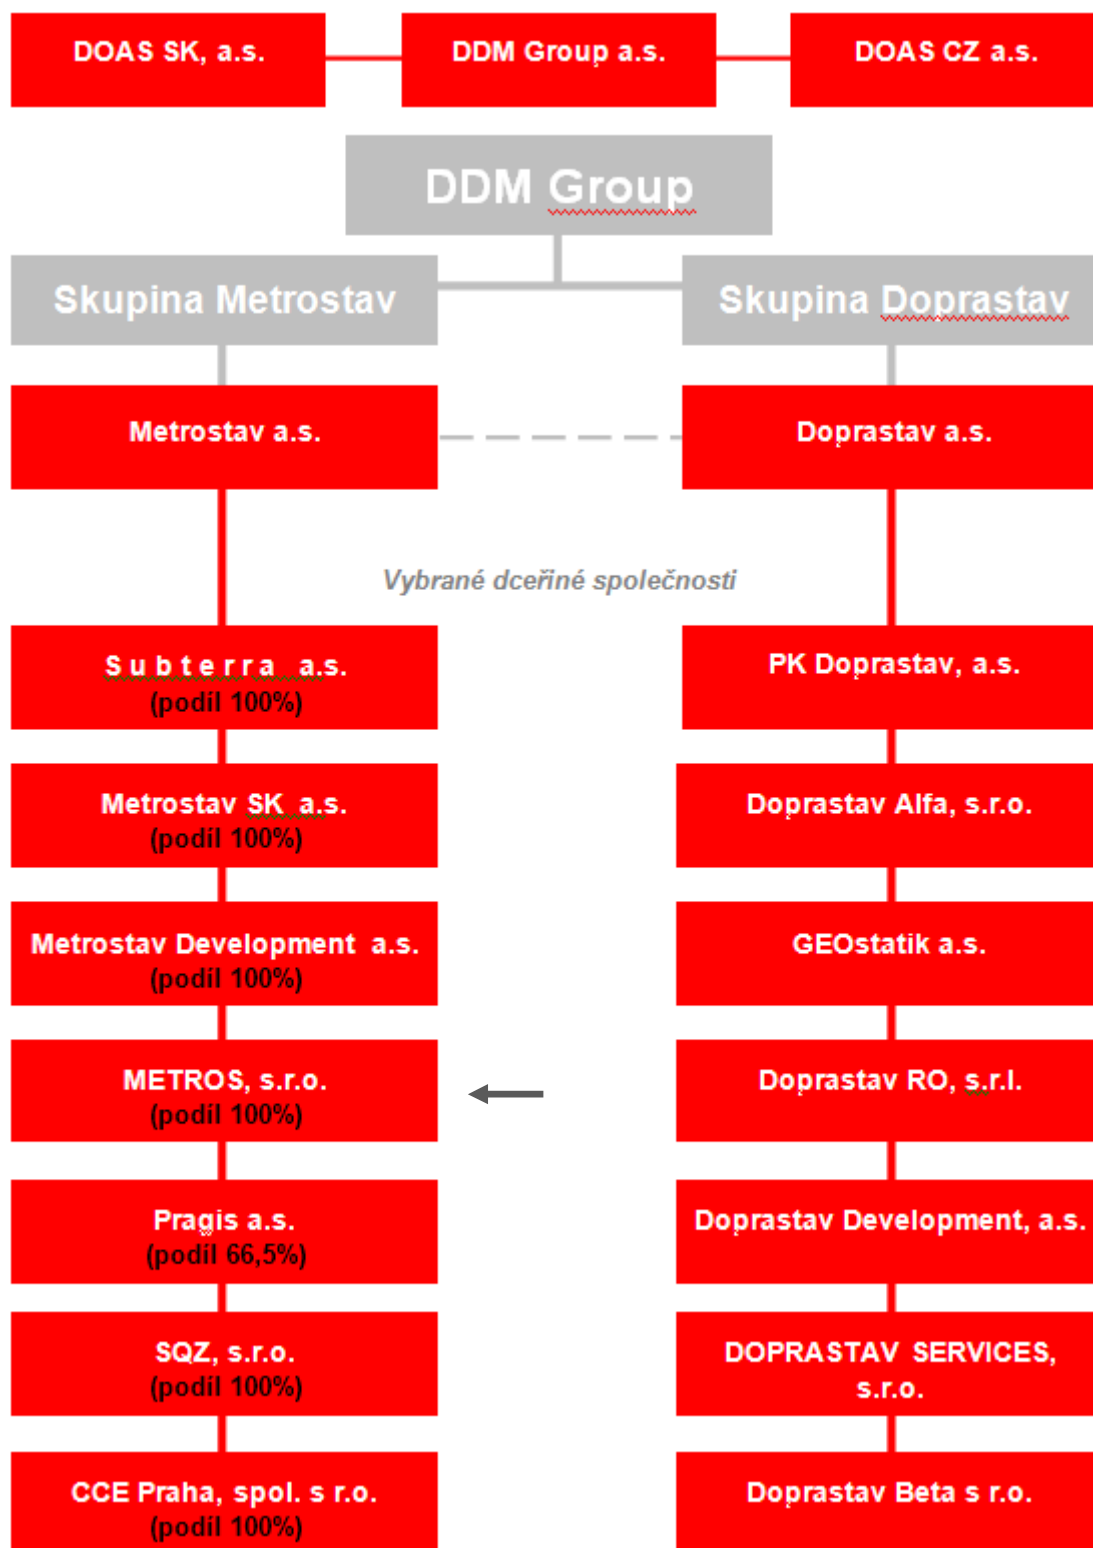 DOAS SK, a.s.
DDM Group a.s.
DOAS CZ a.s.
DDM Group
Skupina Metrostav
Skupina Doprastav
Metrostav a.s.
Doprastav a.s.
Vybrané dceřiné společnosti
S u b t e r r a a.s.
(podíl 100%)
PK Doprastav, a.s.
Metrostav SK a.s.
(podíl 100%)
Doprastav Alfa, s.r.o.
Metrostav Development a.s.
(podíl 100%)
GEOstatik a.s.
METROS, s.r.o.
(podíl 100%)
Doprastav RO, s.r.l.
Pragis a.s.
(podíl 66,5%)
Doprastav Development, a.s.
SQZ, s.r.o.
(podíl 100%)
DOPRASTAV SERVICES,
s.r.o.
CCE Praha, spol. s r.o.
(podíl 100%)
Doprastav Beta s r.o.